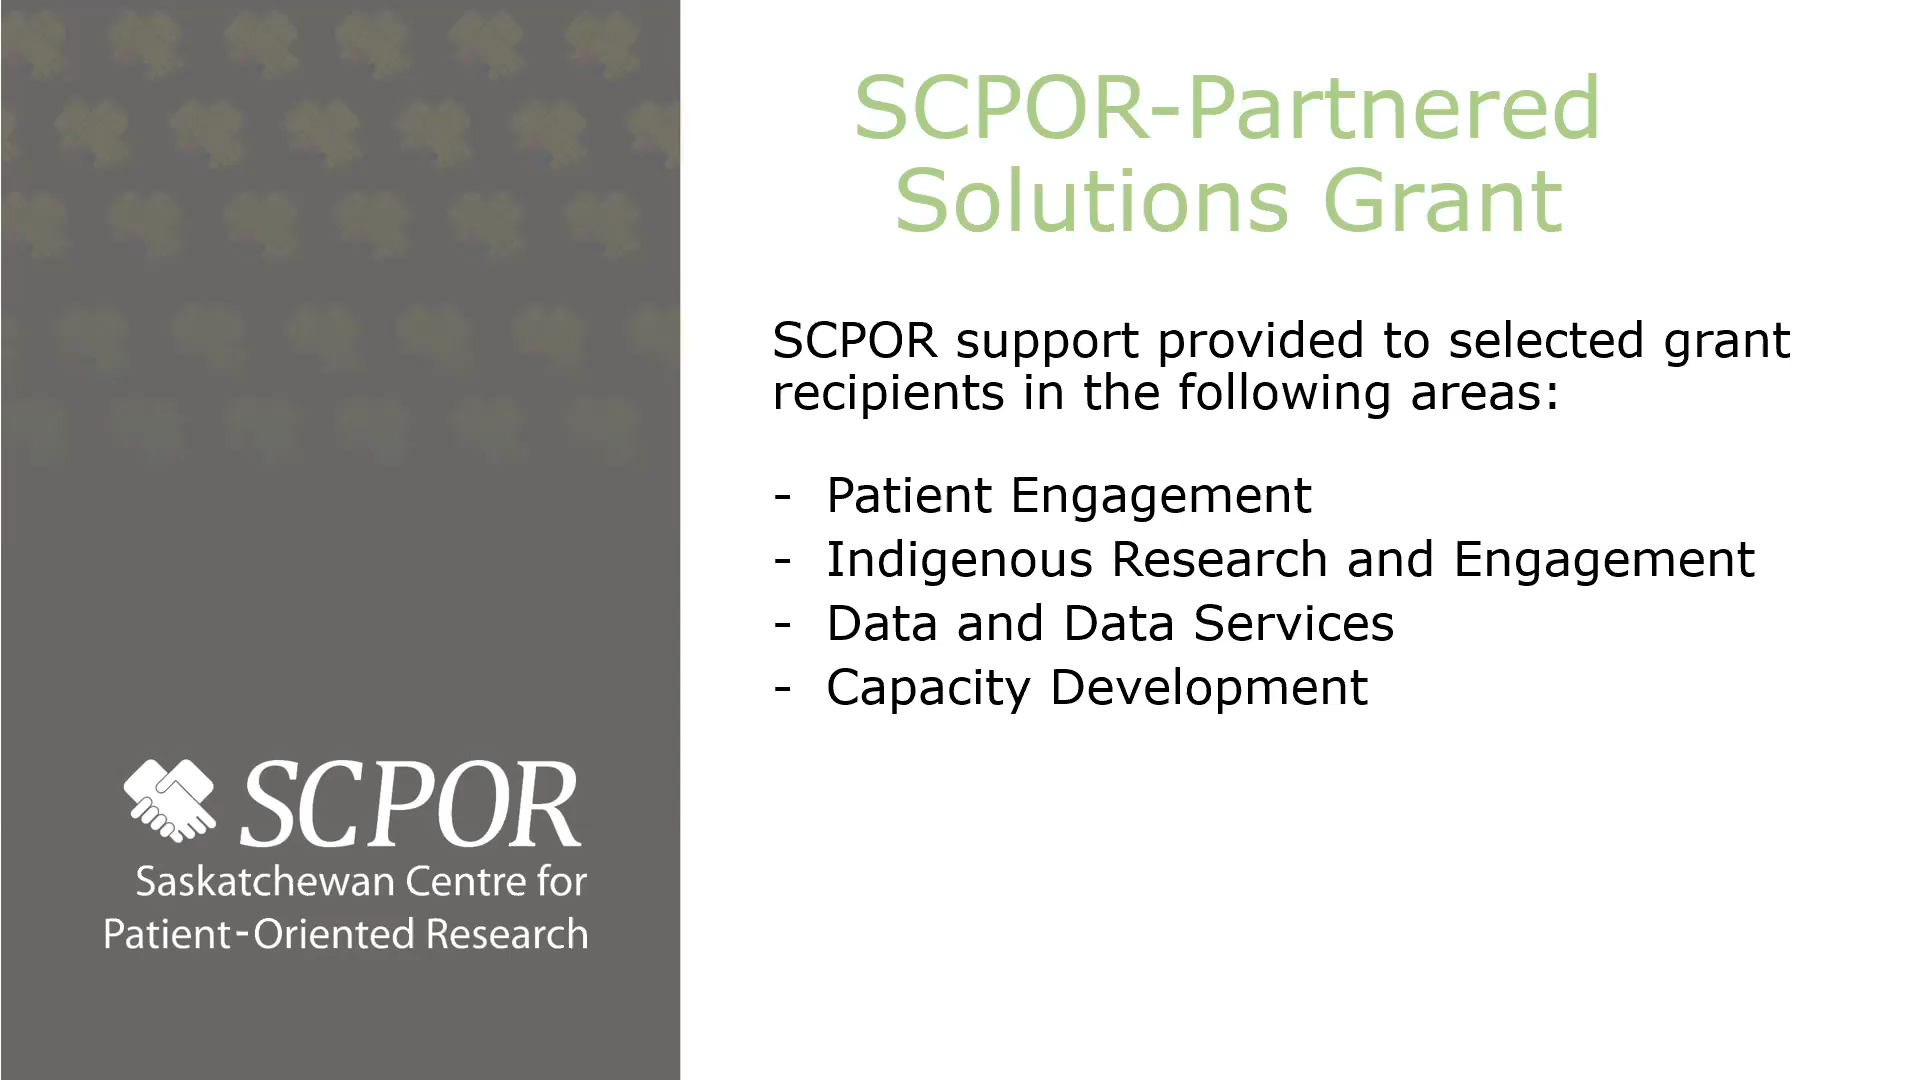 SCPOR-Partnered
Solutions Grant
SCPOR support provided to selected grant
recipients in the following areas:
- Patient Engagement
- Indigenous Research and Engagement
- Data and Data Services
- Capacity Development
SCPOR
Saskatchewan Centre for
Patient-Oriented Research